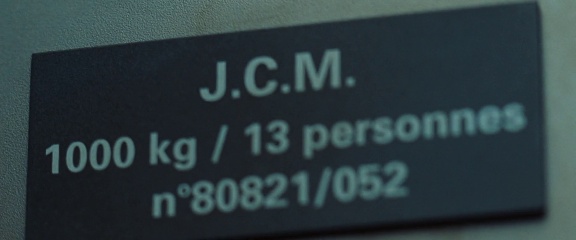 J.C.M.
1000 kg / 13 personnes
n°80821/052